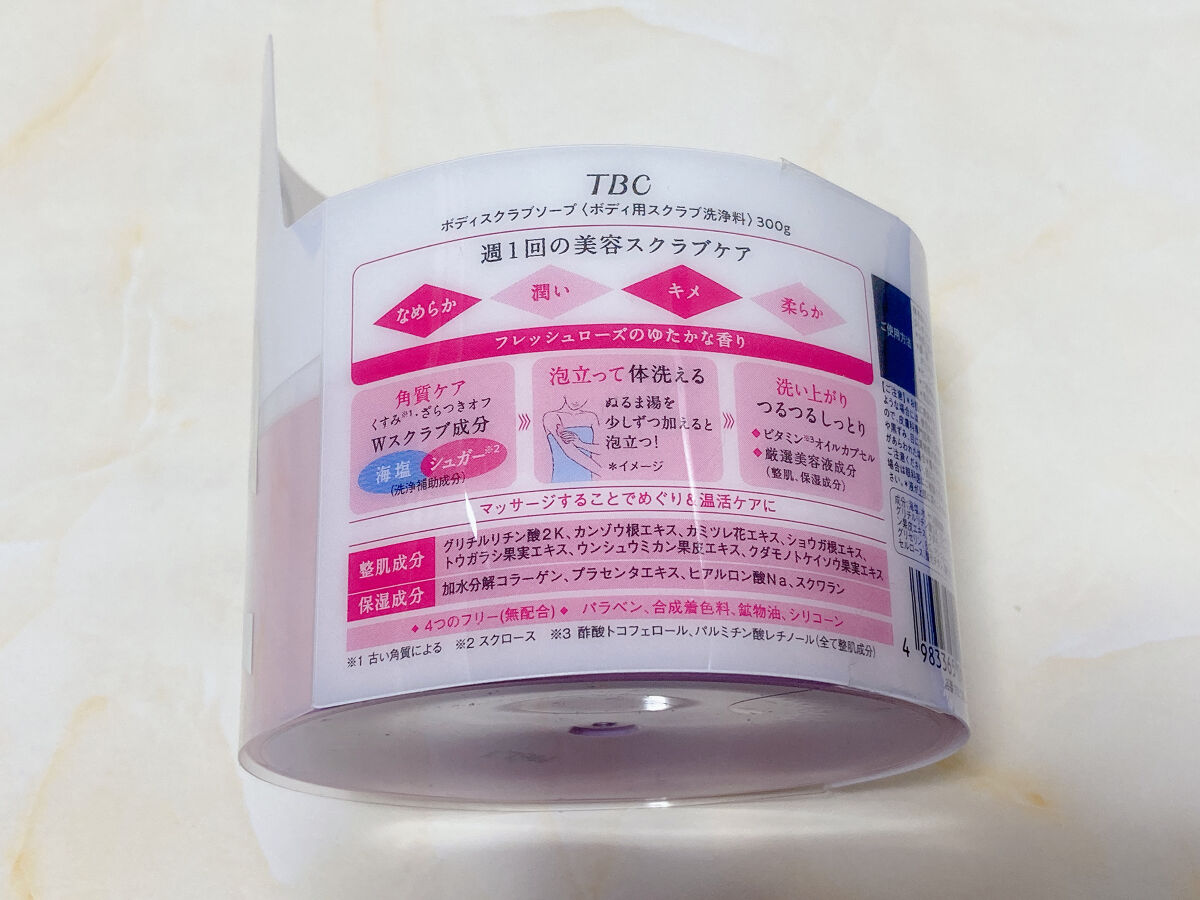 TBC
ボディスクラブソープ〈ボディ用スクラブ洗浄料〉300g
週1回の美容スクラブケア
なめらか
潤い
キメ
柔らか
フレッシュローズのゆたかな香り
角質ケア
くすみ※1・ざらつきオフ
Wスクラブ成分
海塩
シュガー※2
(洗浄補助成分)
泡立って体洗える
ぬるま湯を
少しずつ加えると
泡立つ!
*イメージ
洗い上がり
つるつるしっとり
◆ビタミン※3オイルカプセル
◆厳選美容液成分
(整肌、保湿成分)
マッサージすることでめぐり&温活ケアに
整肌成分
グリチルリチン酸2K、カンゾウ根エキス、カミツレ花エキス、ショウガ根エキス、
トウガラシ果実エキス、ウンシュウミカン果皮エキス、クダモノトケイソウ果実エキス
保湿成分
加水分解コラーゲン、プラセンタエキス、ヒアルロン酸Na、スクワラン
◆4つのフリー(無配合)◆ パラベン、合成着色料、鉱物油、シリコーン
※1 古い角質による ※2 スクロース ※3 酢酸トコフェロール、パルミチン酸レチノール(全て整肌成分)
ご使用方法
【ご注意】
4